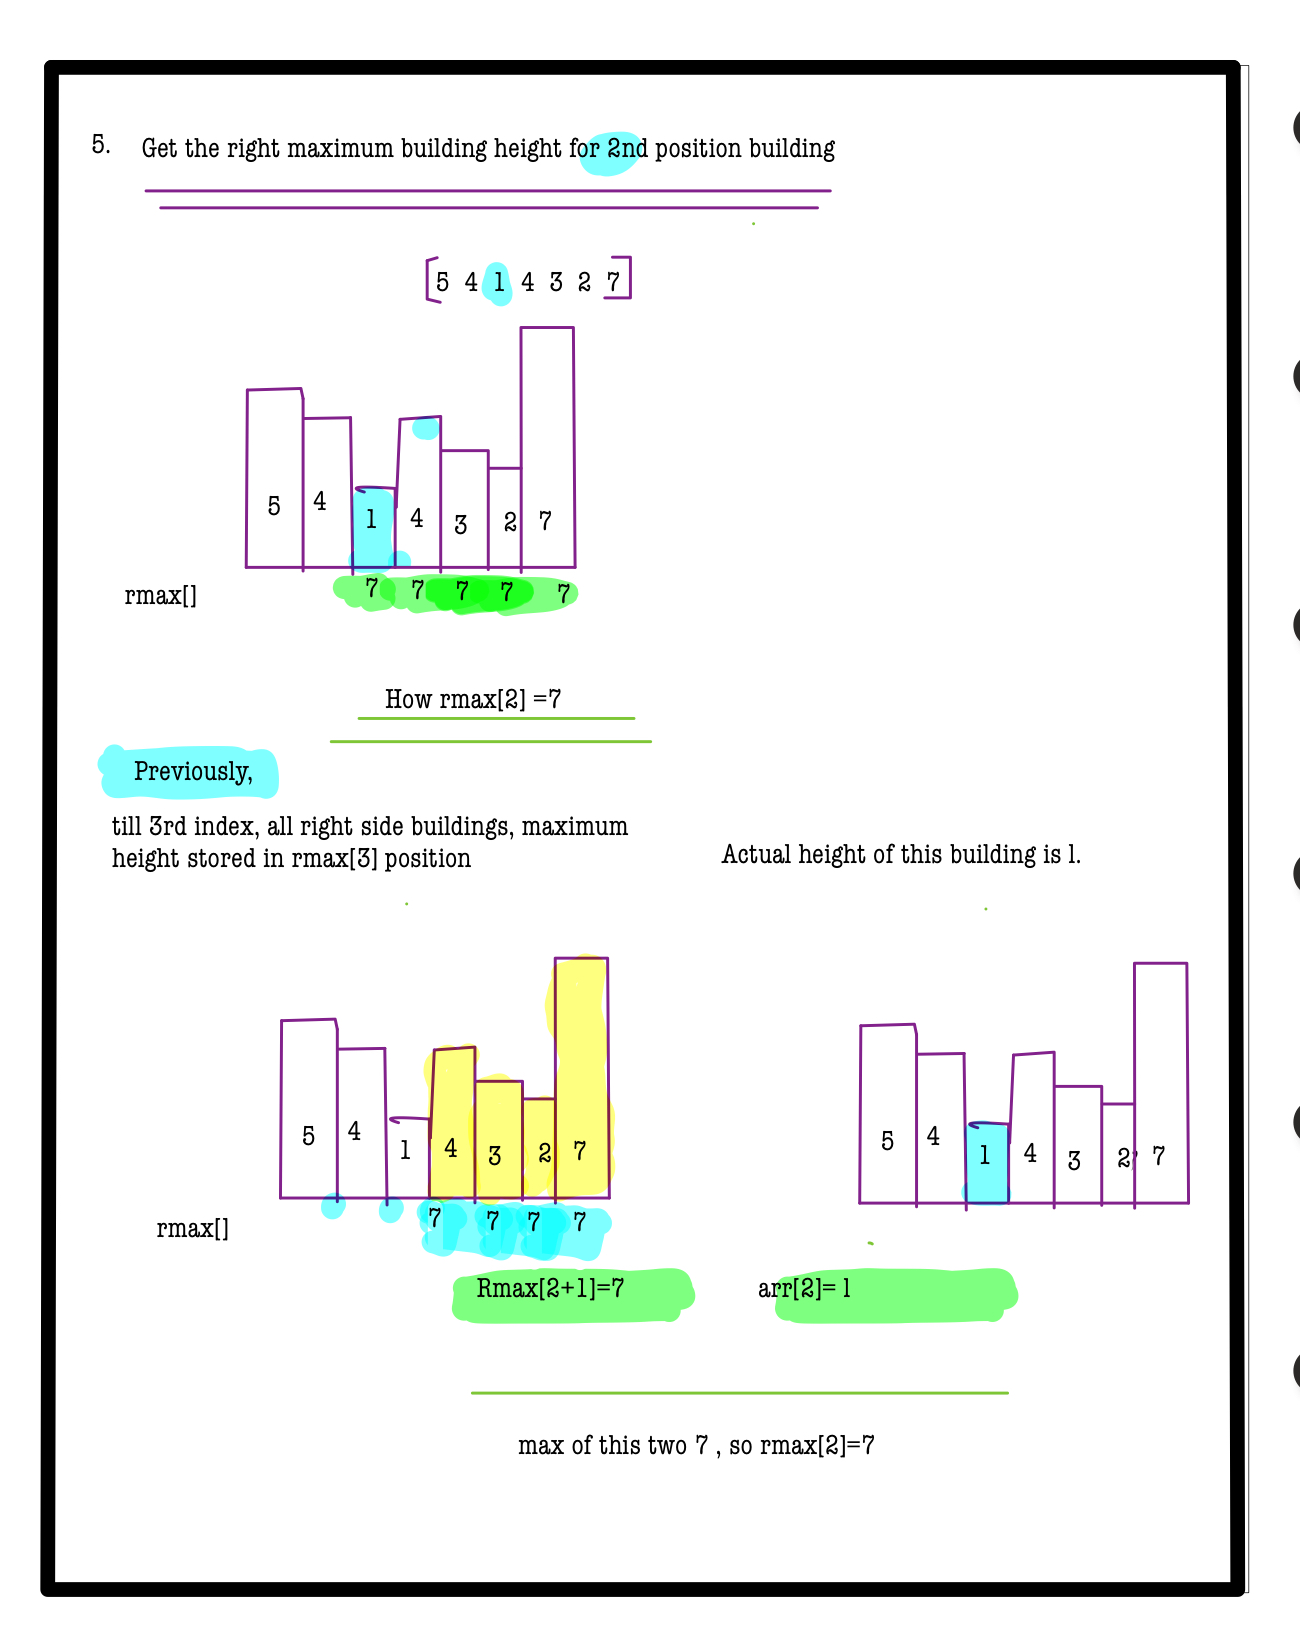 5. Get the right maximum building height for 2nd position building
[5 4 1 4 3 2 7]
5 4 1 4 3 2 7
rmax[] 7 7 7 7 7
How rmax[2] =7
Previously,
till 3rd index, all right side buildings, maximum
height stored in rmax[3] position
Actual height of this building is 1.
5 4 1 4 3 2 7
rmax[] 7 7 7 7
5 4 1 4 3 2, 7
Rmax[2+1]=7
arr[2]= 1
max of this two 7 , so rmax[2]=7